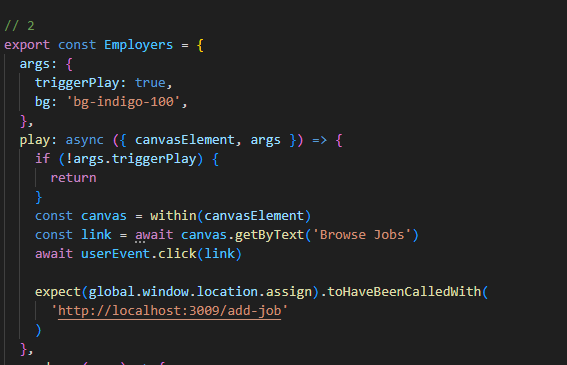 // 2
export const Employers = {
  args: {
    triggerPlay: true,
    bg: 'bg-indigo-100',
  },
  play: async ({ canvasElement, args }) => {
    if (!args.triggerPlay) {
      return
    }
    const canvas = within(canvasElement)
    const link = await canvas.getByText('Browse Jobs')
    await userEvent.click(link)

    expect(global.window.location.assign).toHaveBeenCalledWith(
      'http://localhost:3009/add-job'
    )
  },